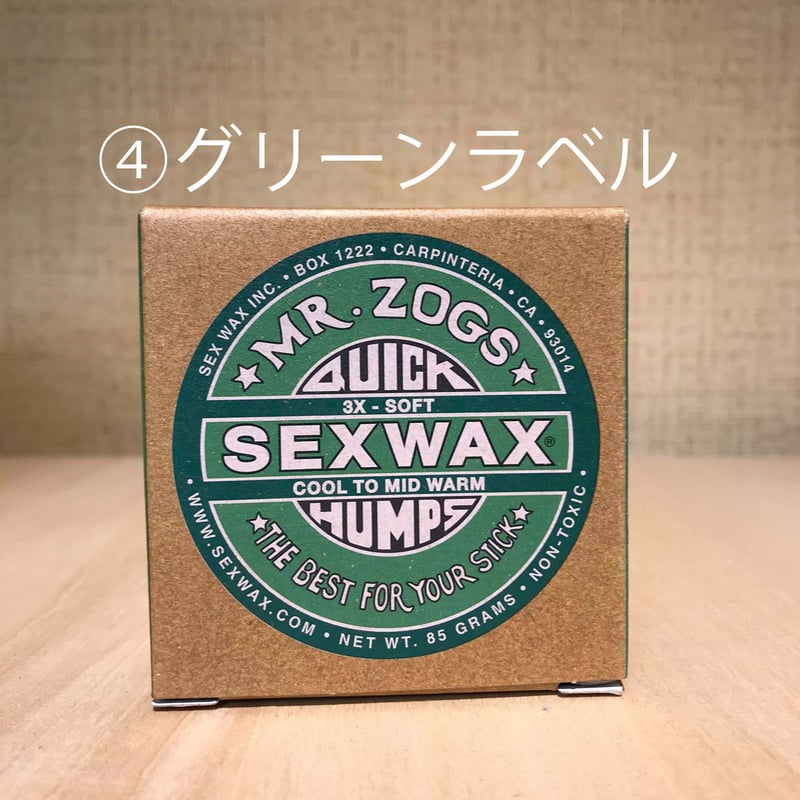 ④グリーンラベル
SEX WAX INC. • BOX 1222 • CARPINTERIA • CA • 93014
★MR. ZOGS★
QUICK
3X - SOFT
SEXWAX®
COOL TO MID WARM
HUMPS
★THE BEST FOR YOUR STICK★
• WWW.SEXWAX.COM • NET WT. 85 GRAMS • NON-TOXIC •